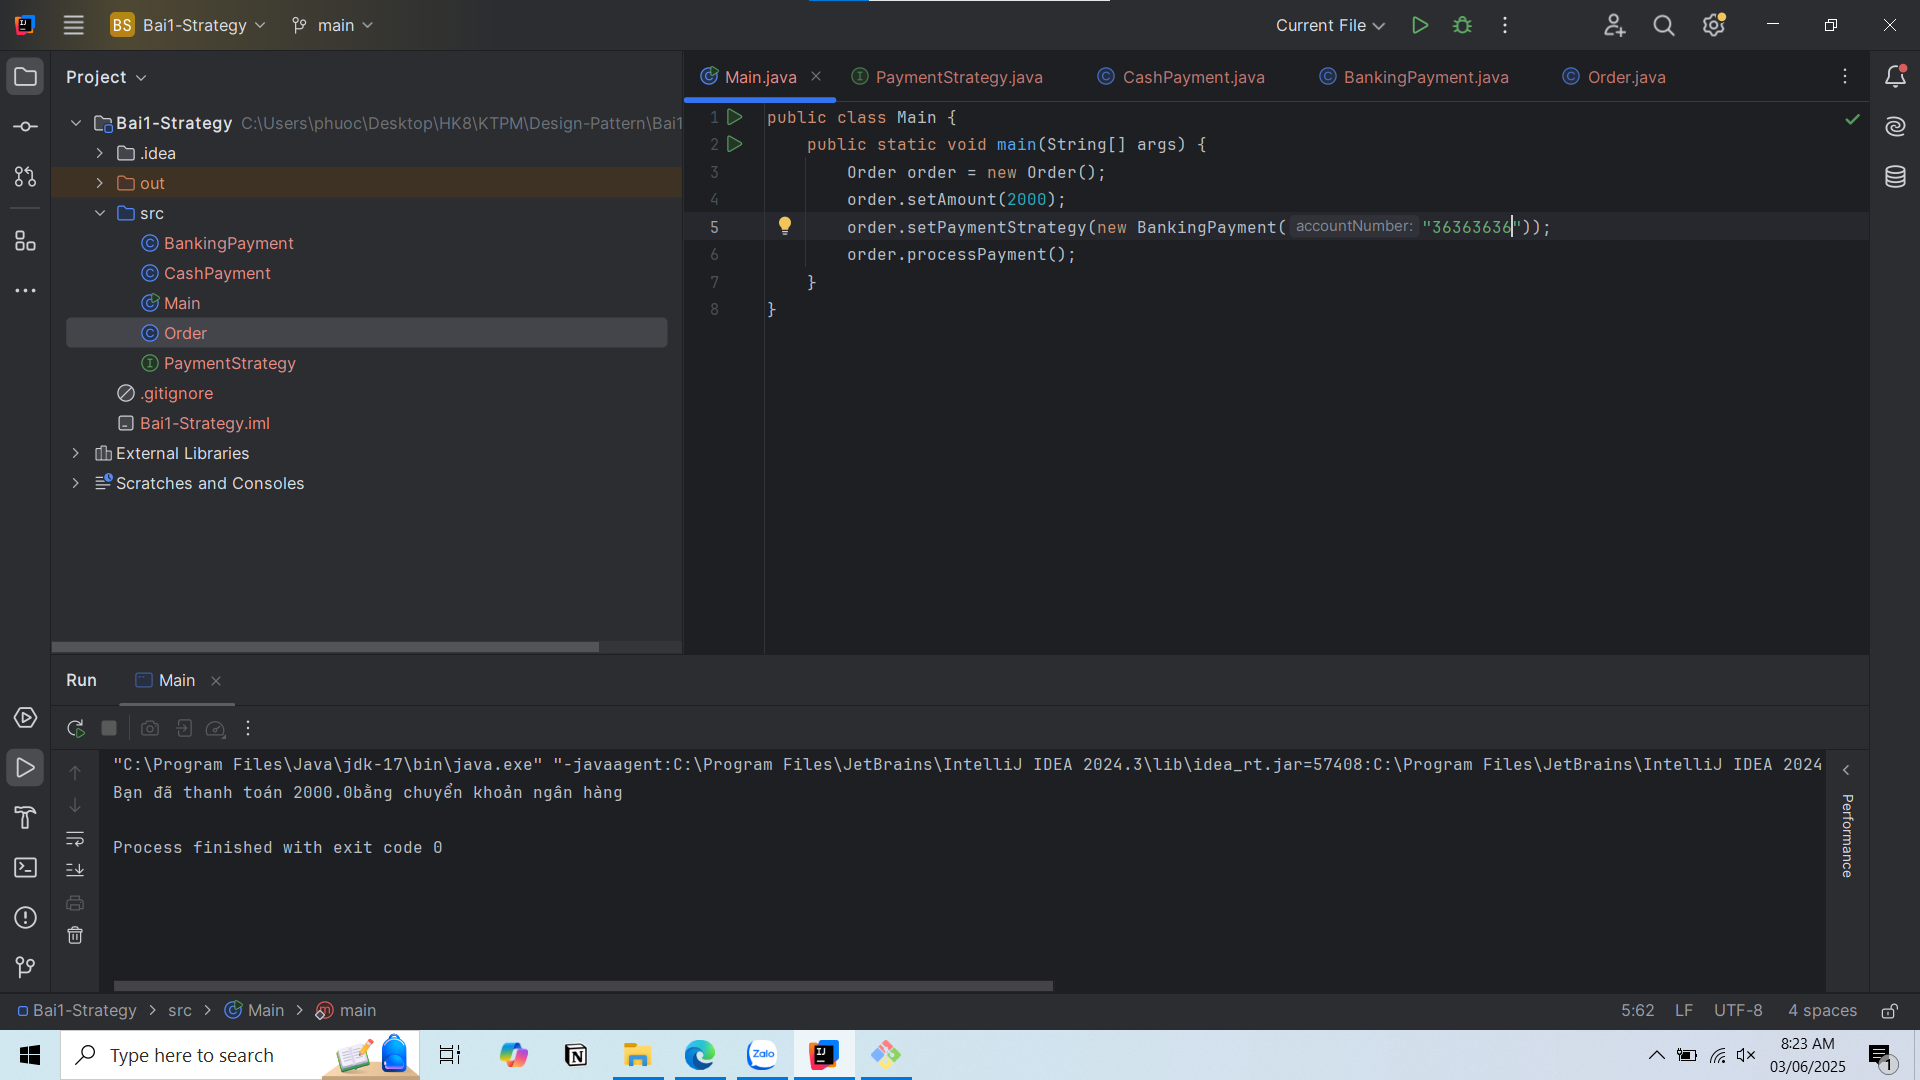 BS Bai1-Strategy main Current File
Project
Bai1-Strategy C:\Users\phuoc\Desktop\HK8\KTPM\Design-Pattern\Bai1
.idea
out
src
BankingPayment
CashPayment
Main
Order
PaymentStrategy
.gitignore
Bai1-Strategy.iml
External Libraries
Scratches and Consoles
Main.java PaymentStrategy.java CashPayment.java BankingPayment.java Order.java
1 public class Main {
2 public static void main(String[] args) {
3 Order order = new Order();
4 order.setAmount(2000);
5 order.setPaymentStrategy(new BankingPayment( accountNumber: "36363636"));
6 order.processPayment();
7 }
8 }
Run Main
"C:\Program Files\Java\jdk-17\bin\java.exe" "-javaagent:C:\Program Files\JetBrains\IntelliJ IDEA 2024.3\lib\idea_rt.jar=57408:C:\Program Files\JetBrains\IntelliJ IDEA 2024
Bạn đã thanh toán 2000.0bằng chuyển khoản ngân hàng
Process finished with exit code 0
Performance
Bai1-Strategy src Main main 5:62 LF UTF-8 4 spaces
Type here to search
Zalo
8:23 AM
03/06/2025
1